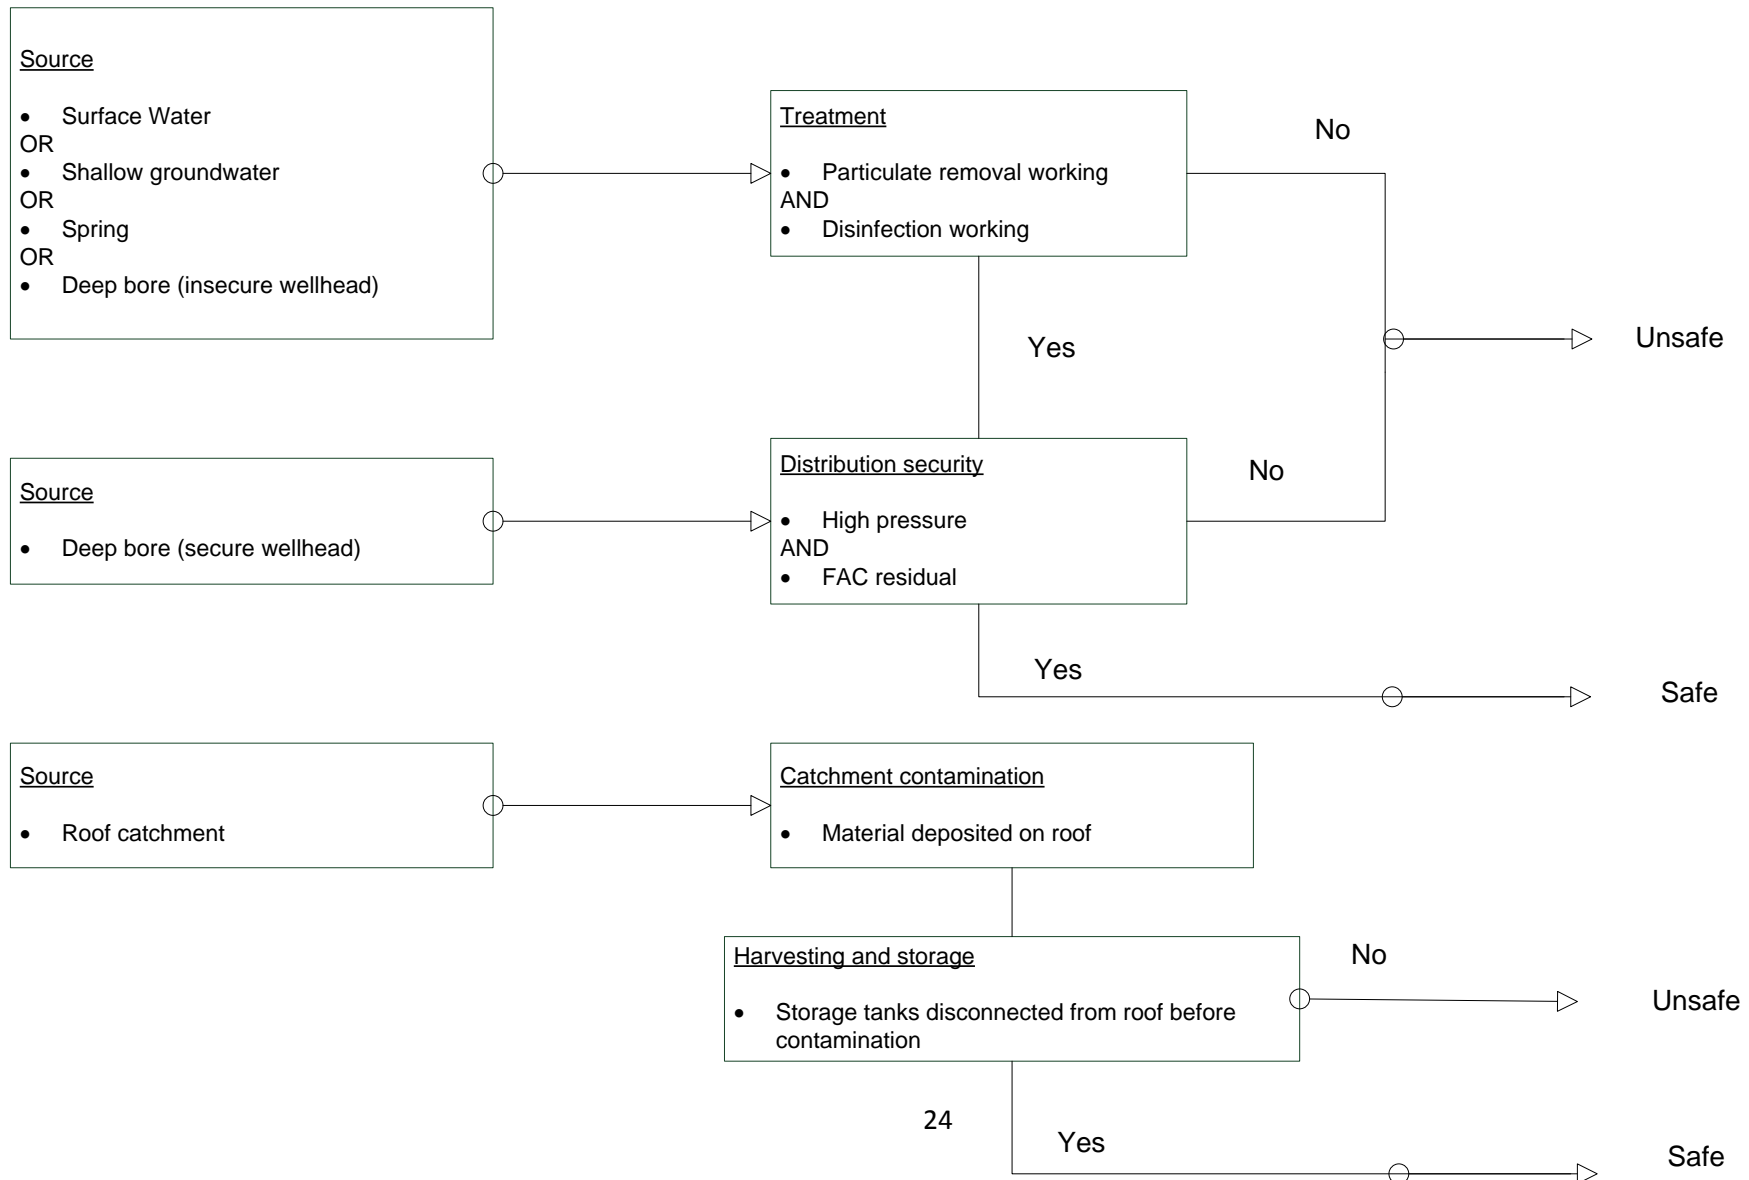 Source
• Surface Water
OR
• Shallow groundwater
OR
• Spring
OR
• Deep bore (insecure wellhead)
Treatment
• Particulate removal working
AND
• Disinfection working
No
Yes
Unsafe
Source
• Deep bore (secure wellhead)
Distribution security
• High pressure
AND
• FAC residual
No
Yes
Safe
Source
• Roof catchment
Catchment contamination
• Material deposited on roof
Harvesting and storage
• Storage tanks disconnected from roof before
contamination
No
Unsafe
24
Yes
Safe